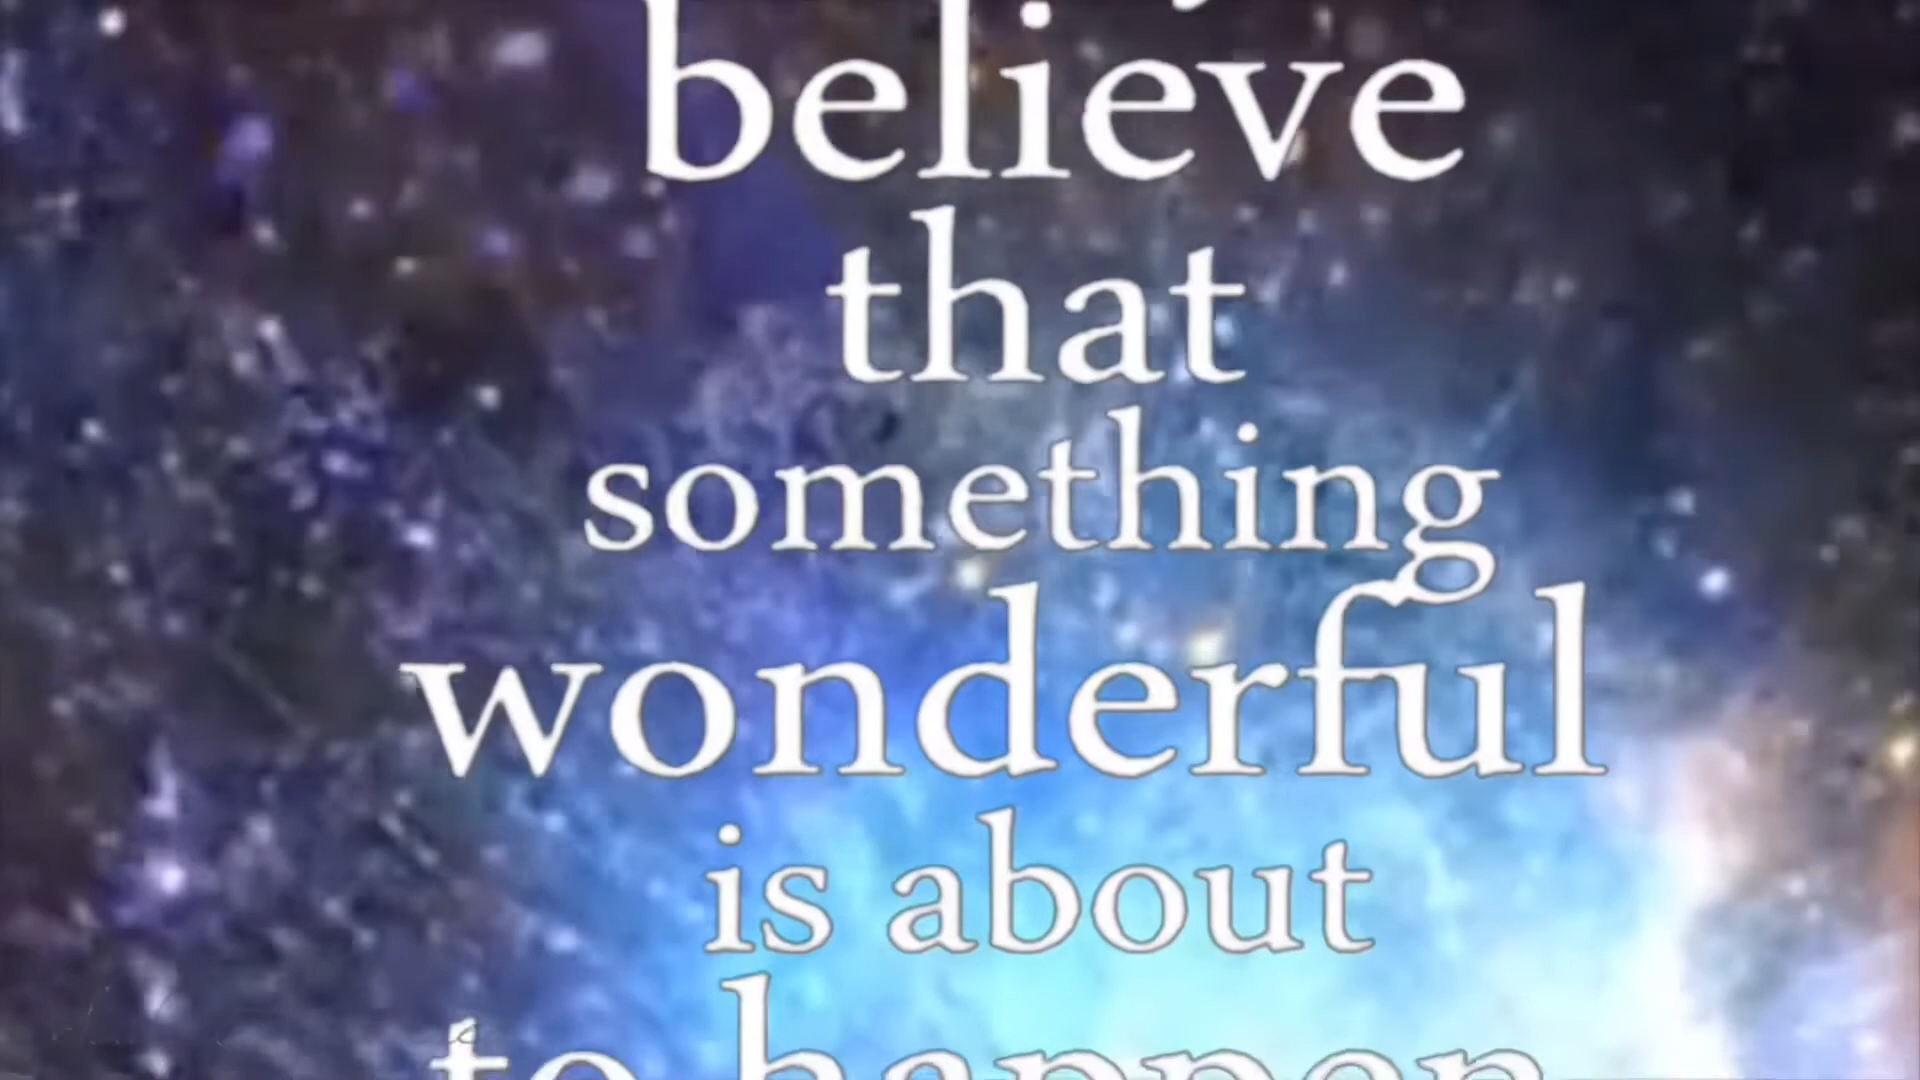 believe
that
something
wonderful
is about
to happen